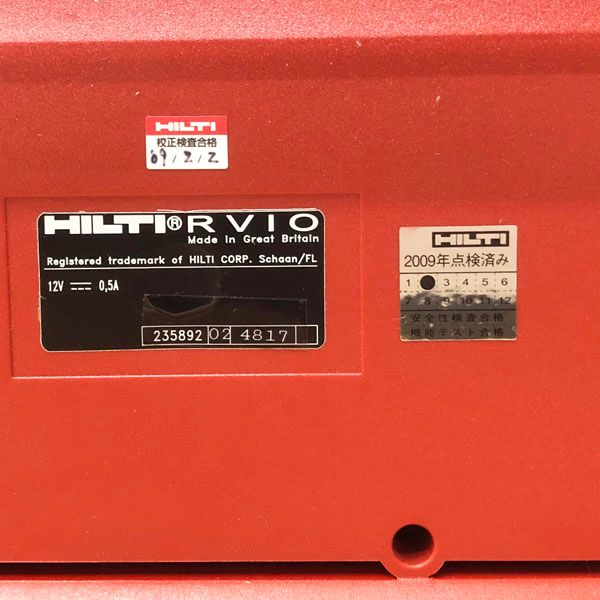 HILTI
校正検査合格
'09/2/2
HILTI® RV10
Made in Great Britain
Registered trademark of HILTI CORP. Schaan/FL
12V 0,5A
235892 02 4817
HILTI
2009年点検済み
1 3 4 5 6
7 8 9 10 11 12
安全性検査合格
機能テスト合格